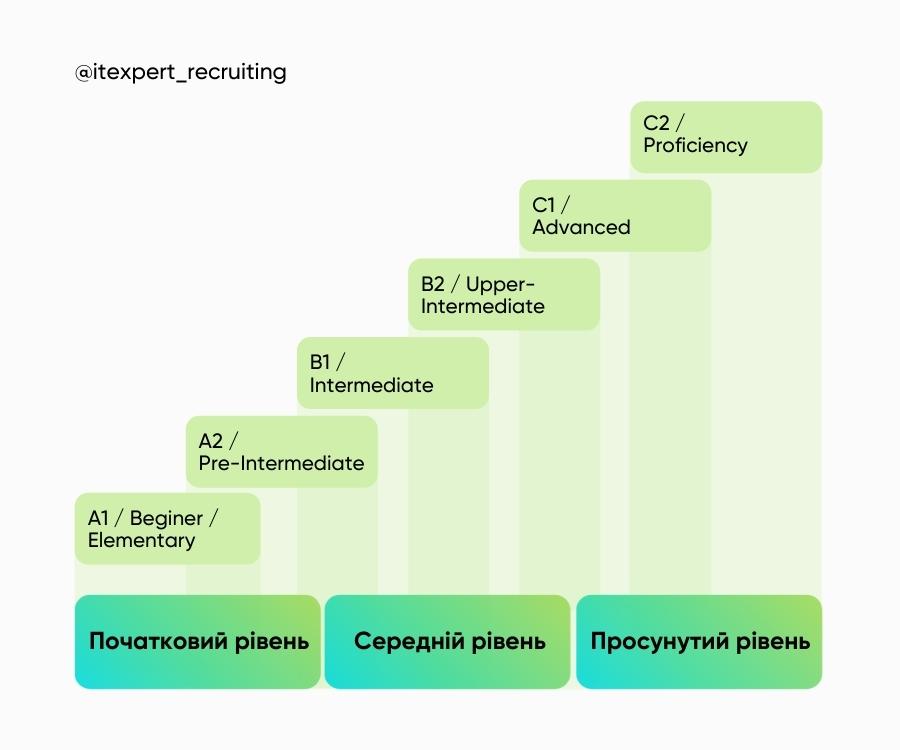 @itexpert_recruiting
C2 /
Proficiency
C1 /
Advanced
B2 / Upper-
Intermediate
B1 /
Intermediate
A2 /
Pre-Intermediate
A1 / Beginer /
Elementary
Початковий рівень
Середній рівень
Просунутий рівень